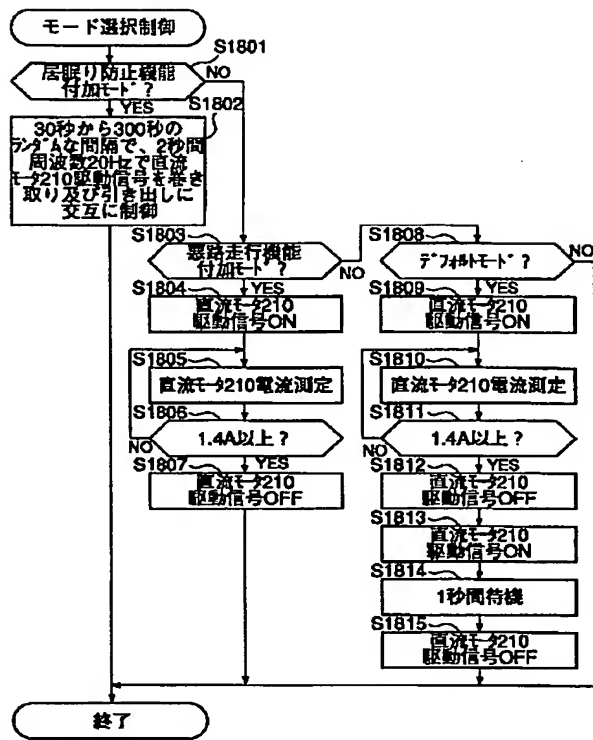 モード選択制御
S1801
居眠り防止機能
付加モード?
NO
YES
S1802
30秒から300秒の
ランダムな間隔で、2秒間
周波数20Hzで直流
モータ210駆動信号を巻き
取り及び引き出しに
交互に制御
S1803
悪路走行機能
付加モード?
NO
YES
S1804
直流モータ210
駆動信号ON
S1805
直流モータ210電流測定
S1806
1.4A以上?
NO
YES
S1807
直流モータ210
駆動信号OFF
S1808
デフォルトモード?
NO
YES
S1809
直流モータ210
駆動信号ON
S1810
直流モータ210電流測定
S1811
1.4A以上?
NO
YES
S1812
直流モータ210
駆動信号OFF
S1813
直流モータ210
駆動信号ON
S1814
1秒間待機
S1815
直流モータ210
駆動信号OFF
終了